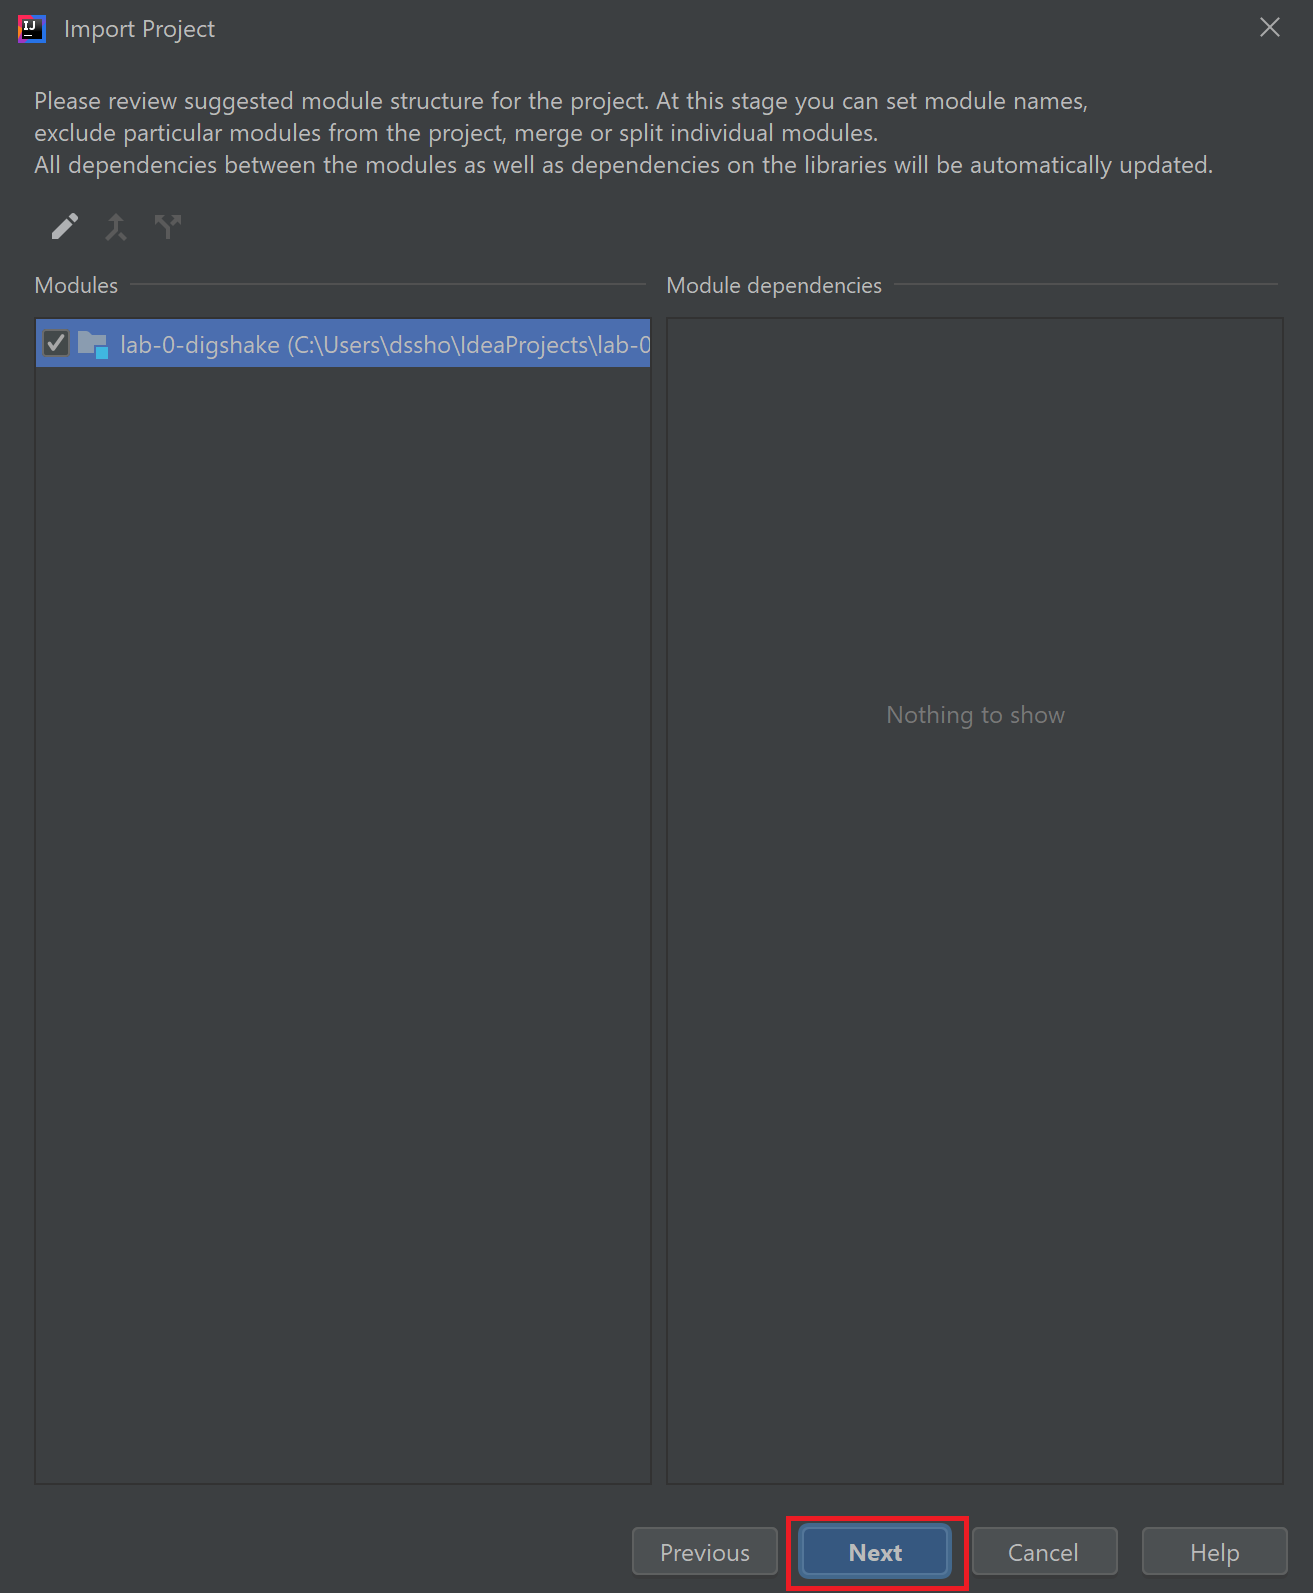 IJ
Import Project
Please review suggested module structure for the project. At this stage you can set module names,
exclude particular modules from the project, merge or split individual modules.
All dependencies between the modules as well as dependencies on the libraries will be automatically updated.
Modules
Module dependencies
lab-0-digshake (C:\Users\dssho\IdeaProjects\lab-0
Nothing to show
Previous
Next
Cancel
Help